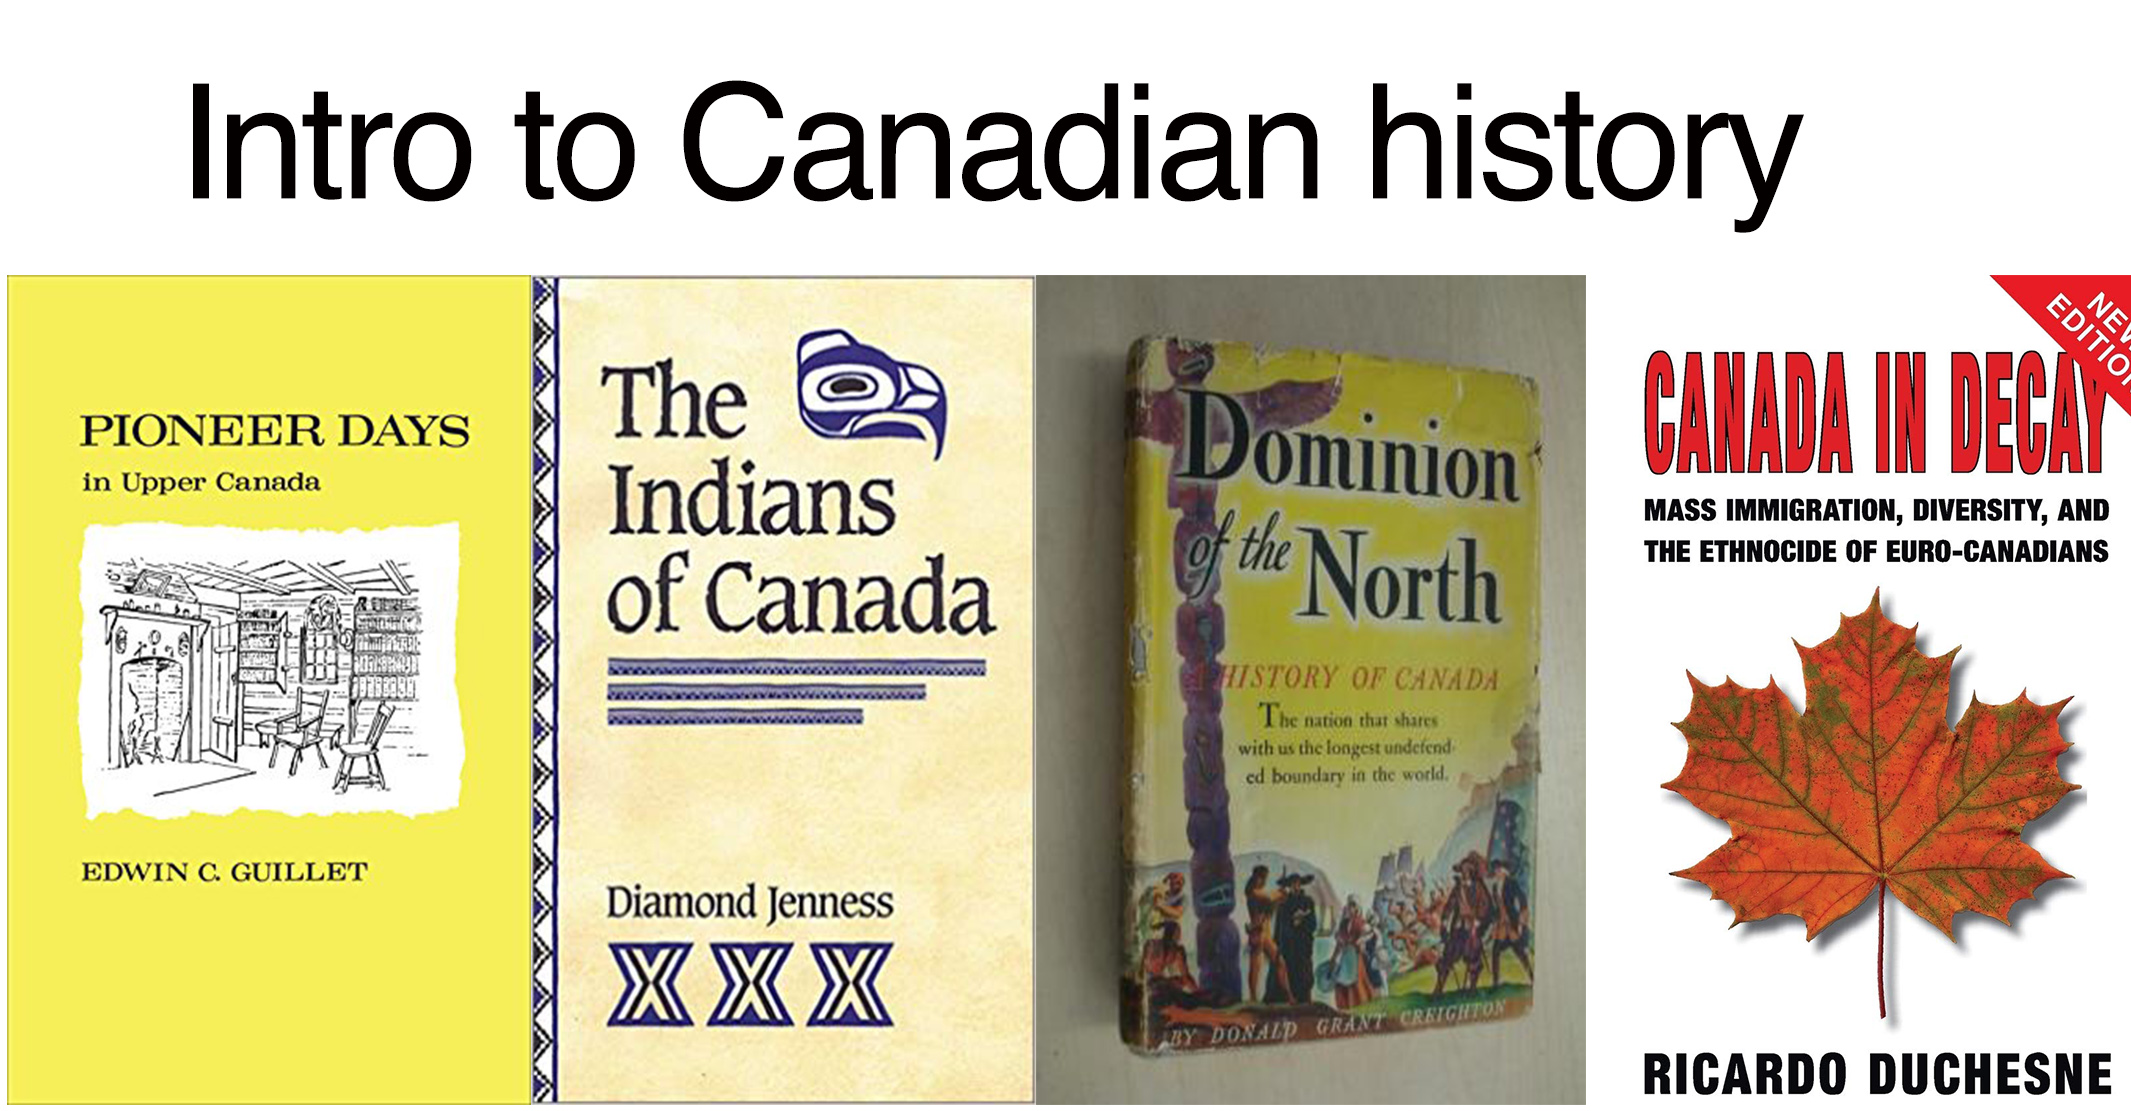 Intro to Canadian history
PIONEER DAYS
in Upper Canada
EDWIN C. GUILLET
The
Indians
of Canada
Diamond Jenness
Dominion
of the North
A HISTORY OF CANADA
The nation that shares
with us the longest undefend-
ed boundary in the world.
BY DONALD GRANT CREIGHTON
NEW
EDITION
CANADA IN DECAY
MASS IMMIGRATION, DIVERSITY, AND
THE ETHNOCIDE OF EURO-CANADIANS
RICARDO DUCHESNE